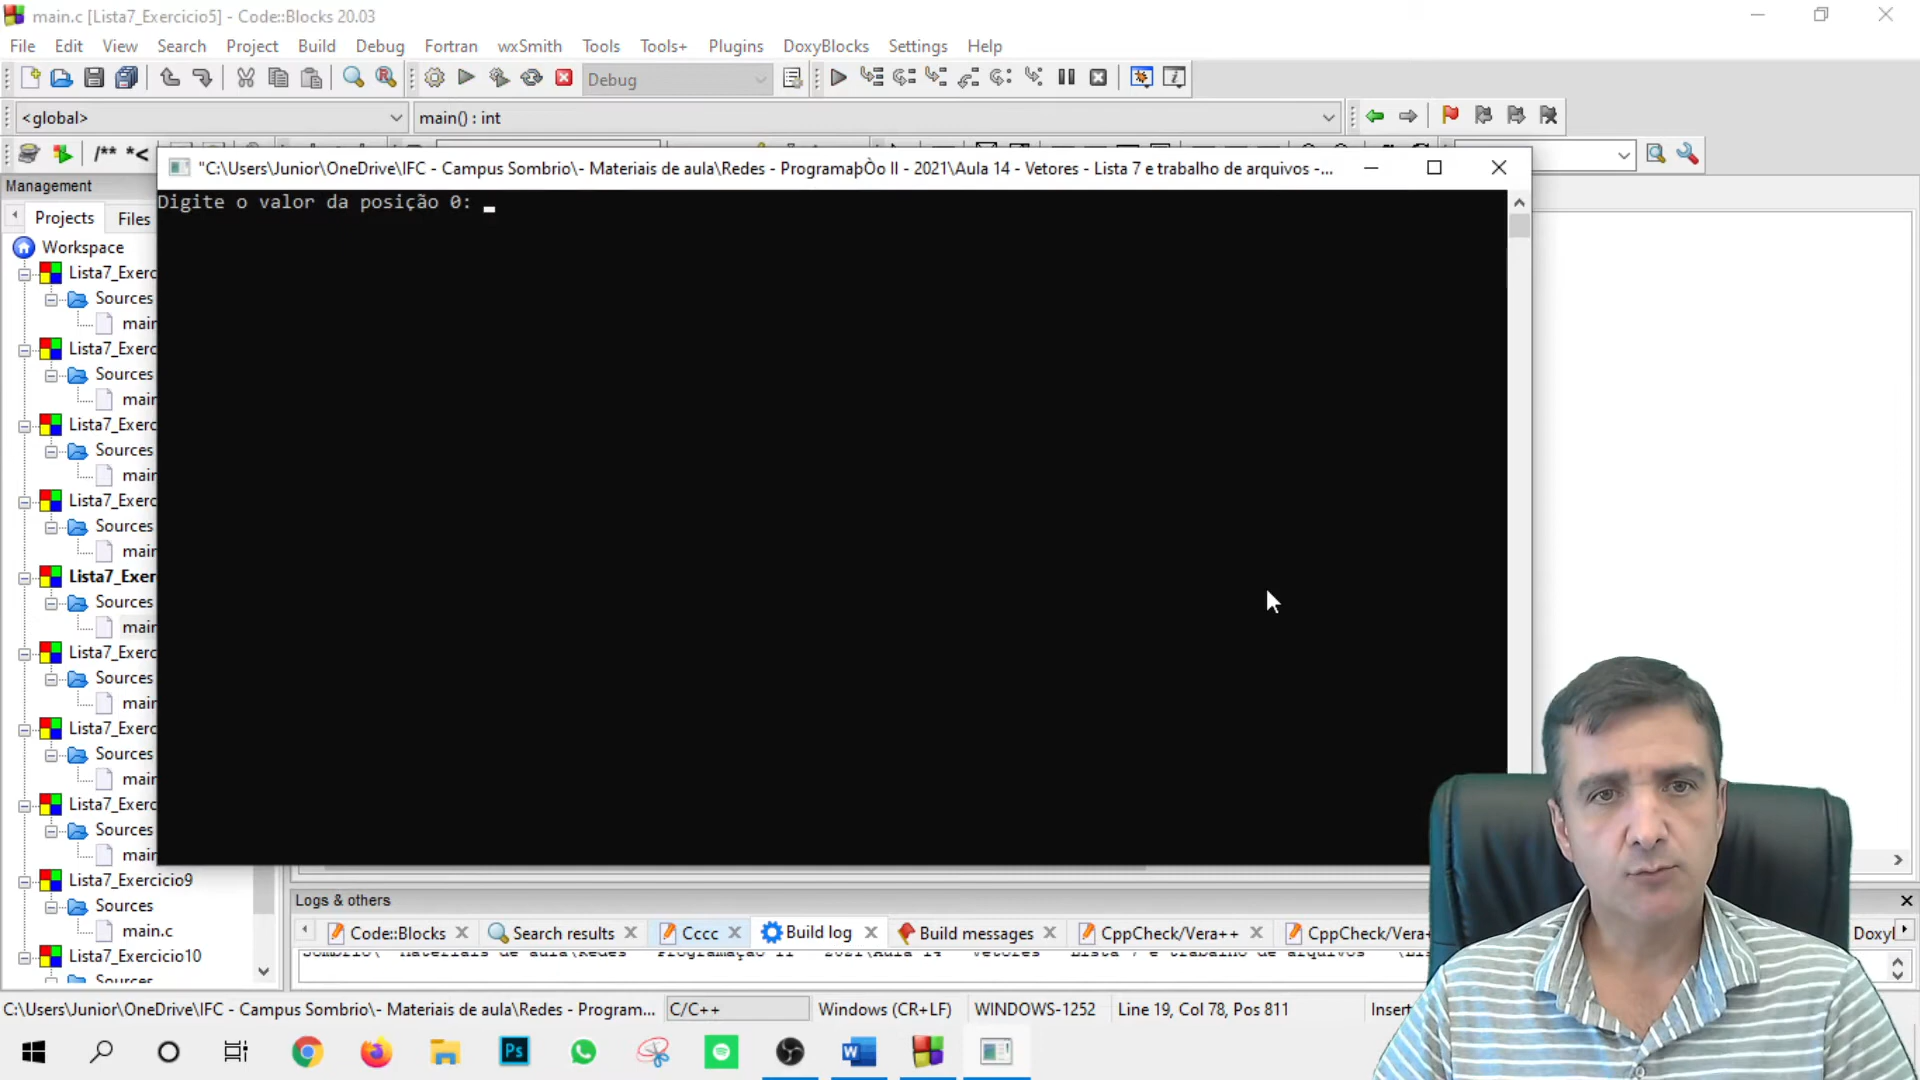 main.c [Lista7_Exercicio5] - Code::Blocks 20.03
File Edit View Search Project Build Debug Fortran wxSmith Tools Tools+ Plugins DoxyBlocks Settings Help
Debug
<global> main() : int
/** *<
"C:\Users\Junior\OneDrive\IFC - Campus Sombrio\- Materiais de aula\Redes - ProgramaþÒo II - 2021\Aula 14 - Vetores - Lista 7 e trabalho de arquivos -...
Management
Digite o valor da posição 0:
Projects Files
Workspace
Lista7_Exerc
Sources
main
Lista7_Exerc
Sources
main
Lista7_Exerc
Sources
main
Lista7_Exerc
Sources
main
Lista7_Exer
Sources
main
Lista7_Exerc
Sources
main
Lista7_Exerc
Sources
main
Lista7_Exerc
Sources
main
Lista7_Exercicio9
Sources
main.c
Lista7_Exercicio10
Logs & others
Code::Blocks Search results Cccc Build log Build messages CppCheck/Vera++ CppCheck/Vera+ Doxyl
C:\Users\Junior\OneDrive\IFC - Campus Sombrio\- Materiais de aula\Redes - Program... C/C++ Windows (CR+LF) WINDOWS-1252 Line 19, Col 78, Pos 811 Insert
Ps W